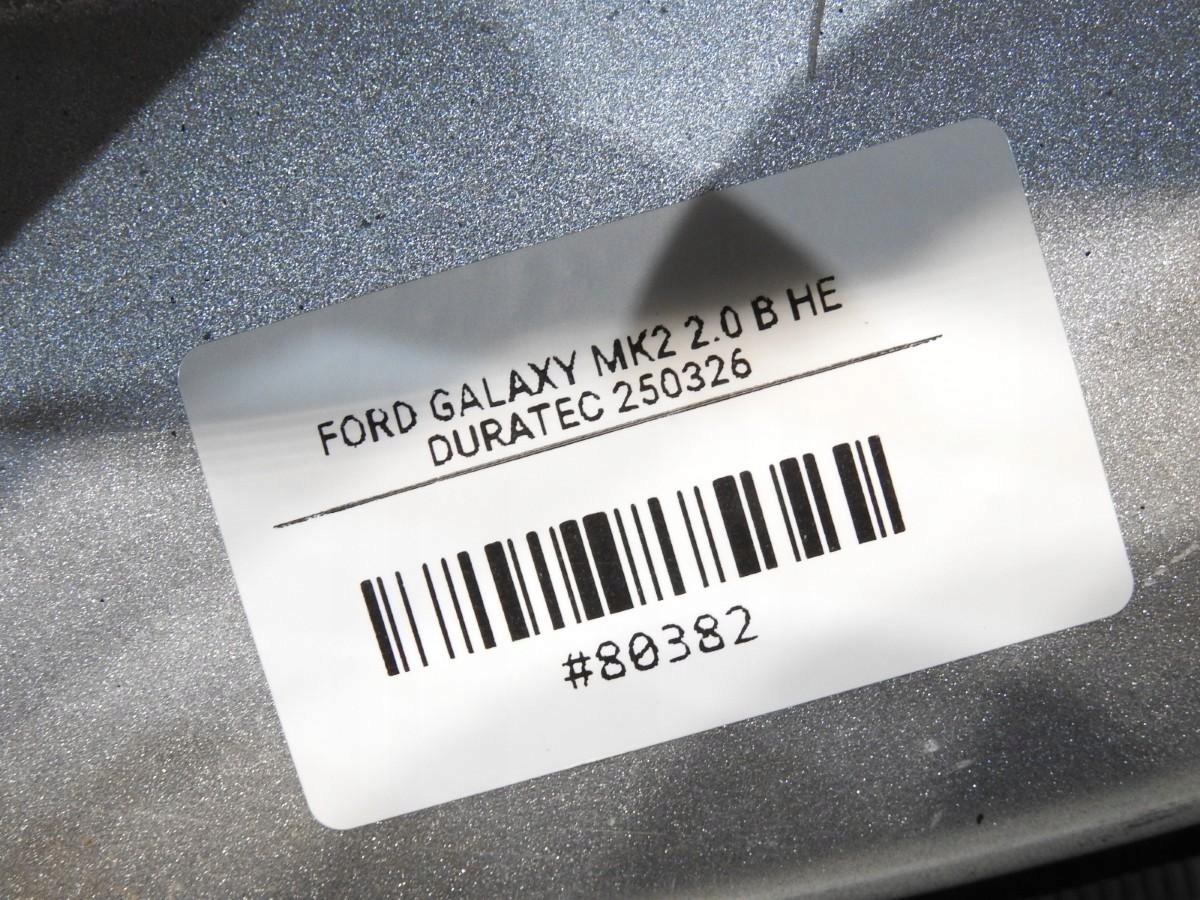 FORD GALAXY MK2 2.0 B HE
DURATEC 250326
#80382